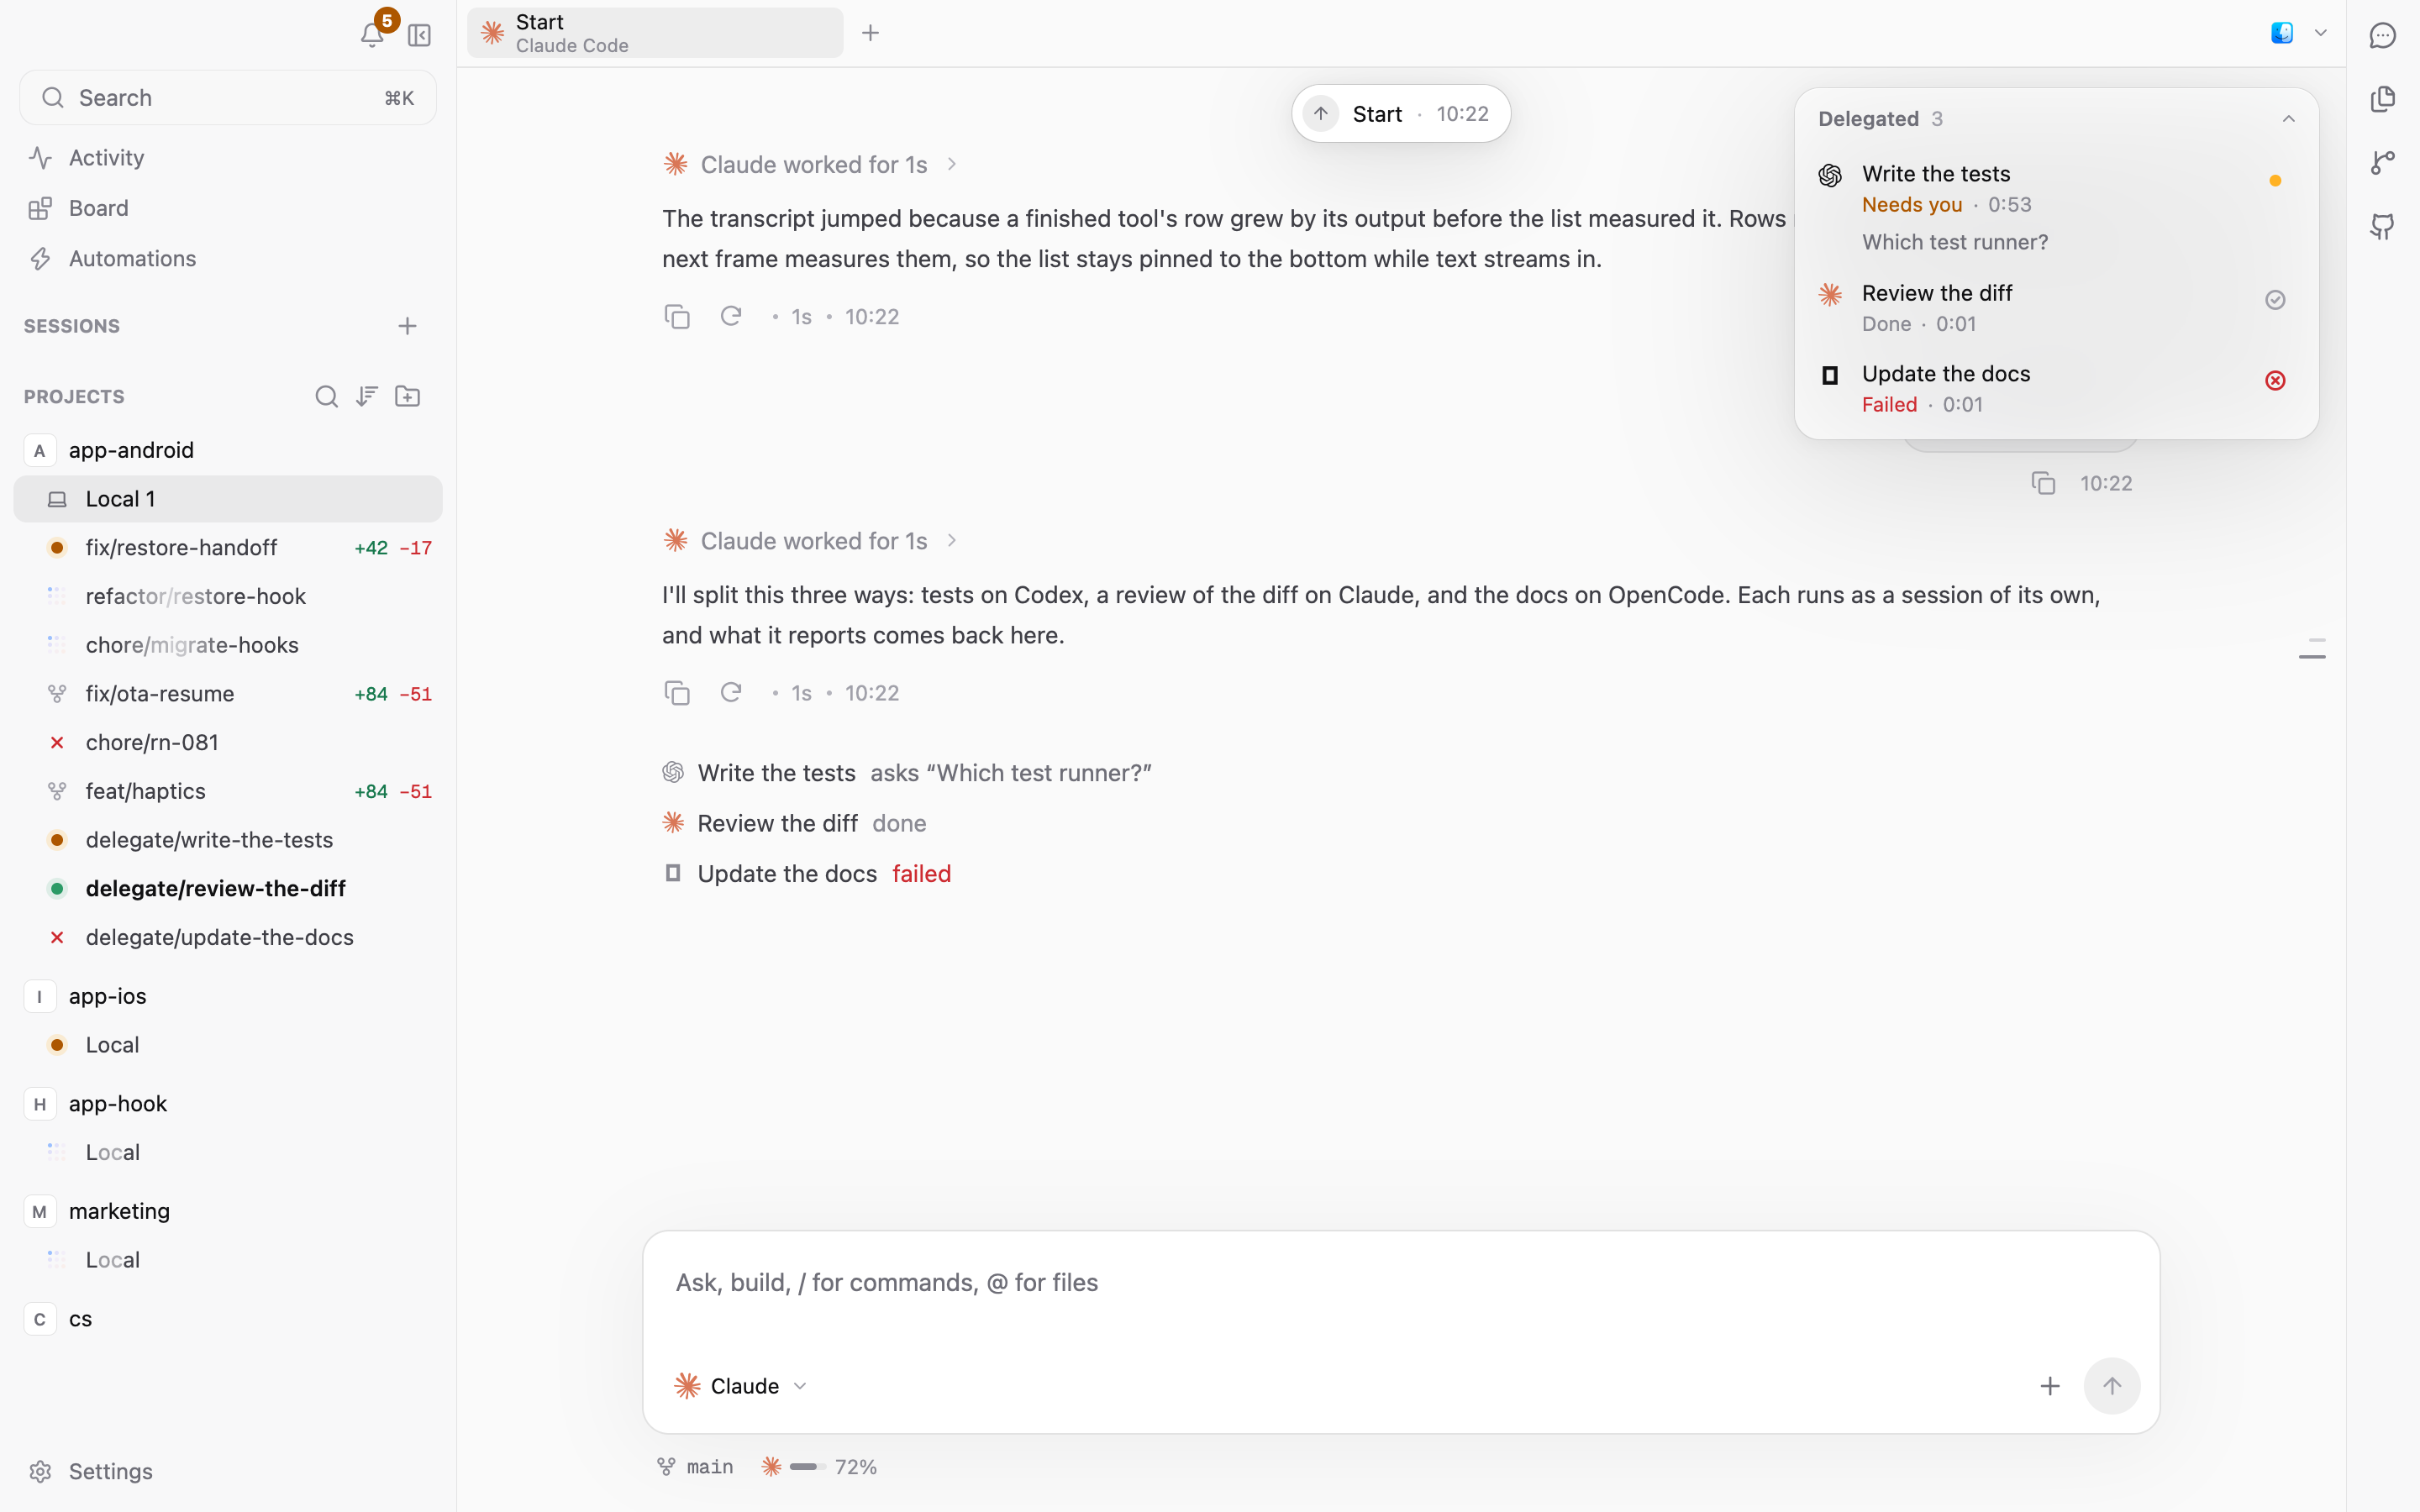 5
Search ⌘K
Activity
Board
Automations
SESSIONS
PROJECTS
A app-android
Local 1
fix/restore-handoff +42 −17
refactor/restore-hook
chore/migrate-hooks
fix/ota-resume +84 −51
chore/rn-081
feat/haptics +84 −51
delegate/write-the-tests
delegate/review-the-diff
delegate/update-the-docs
I app-ios
Local
H app-hook
Local
M marketing
Local
C cs
Settings
Start
Claude Code
Start · 10:22
Claude worked for 1s
The transcript jumped because a finished tool's row grew by its output before the list measured it. Rows
next frame measures them, so the list stays pinned to the bottom while text streams in.
• 1s • 10:22
10:22
Claude worked for 1s
I'll split this three ways: tests on Codex, a review of the diff on Claude, and the docs on OpenCode. Each runs as a session of its own,
and what it reports comes back here.
• 1s • 10:22
Write the tests asks “Which test runner?”
Review the diff done
Update the docs failed
Ask, build, / for commands, @ for files
Claude
main 72%
Delegated 3
Write the tests
Needs you · 0:53
Which test runner?
Review the diff
Done · 0:01
Update the docs
Failed · 0:01